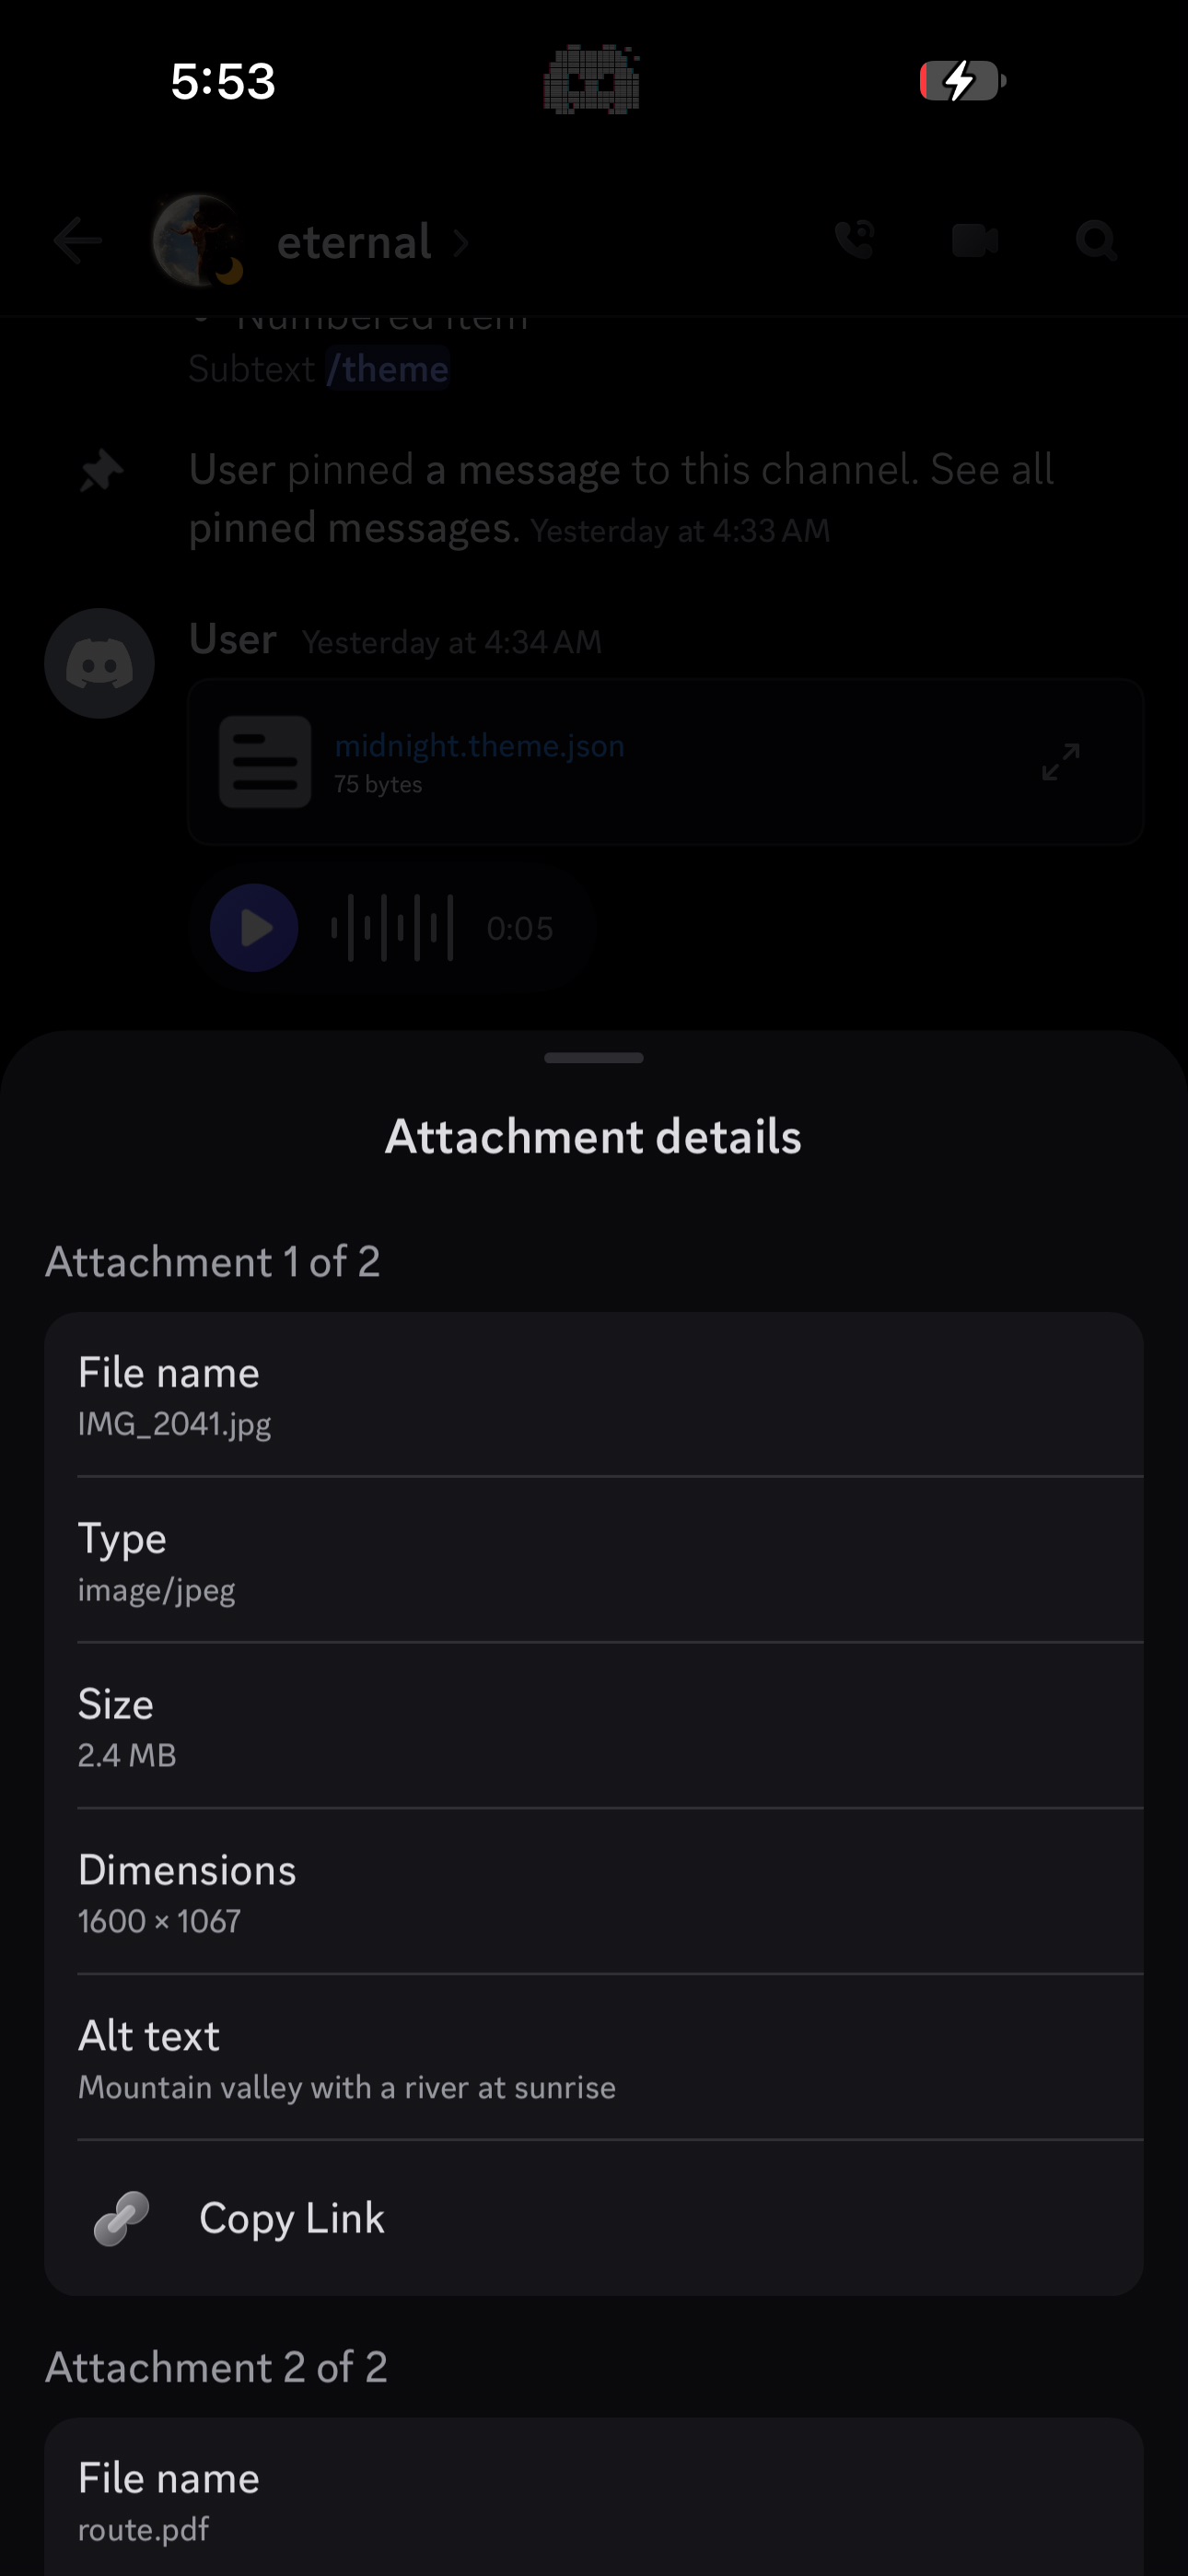 5:53
eternal
Numbered item
Subtext /theme
User pinned a message to this channel. See all
pinned messages. Yesterday at 4:33 AM
User Yesterday at 4:34 AM
midnight.theme.json
75 bytes
0:05
Attachment details
Attachment 1 of 2
File name
IMG_2041.jpg
Type
image/jpeg
Size
2.4 MB
Dimensions
1600 × 1067
Alt text
Mountain valley with a river at sunrise
Copy Link
Attachment 2 of 2
File name
route.pdf